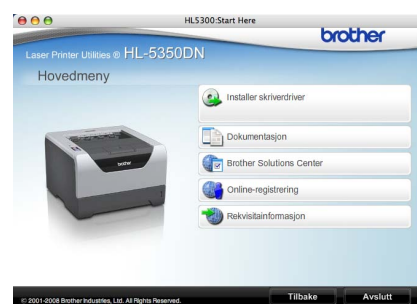 HL5300:Start Here
brother
Laser Printer Utilities ® HL-5350DN
Hovedmeny
Installer skriverdriver
Dokumentasjon
Brother Solutions Center
Online-registrering
Rekvisitainformasjon
brother
© 2001-2008 Brother Industries, Ltd. All Rights Reserved.
Tilbake
Avslutt